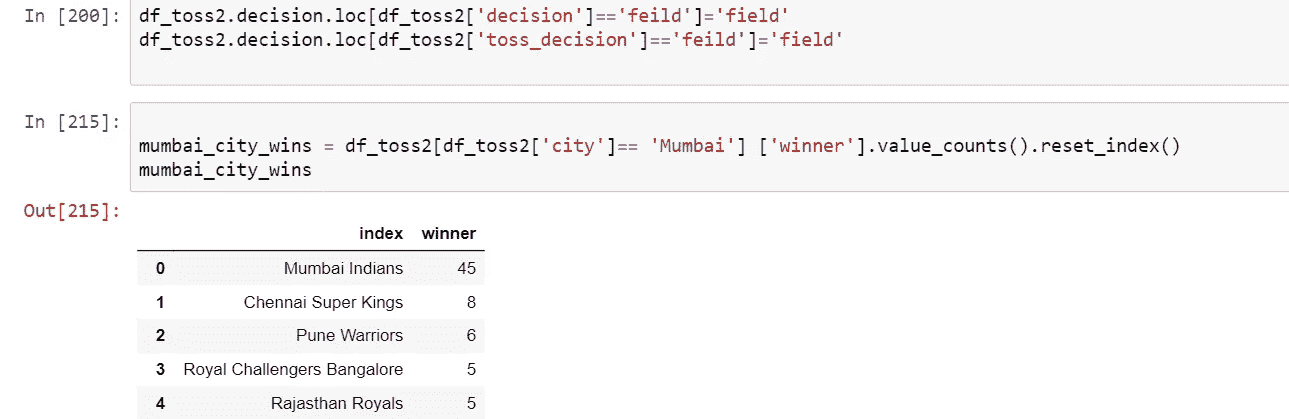 In [200]: df_toss2.decision.loc[df_toss2['decision']=='feild']='field'
df_toss2.decision.loc[df_toss2['toss_decision']=='feild']='field'
In [215]:
mumbai_city_wins = df_toss2[df_toss2['city']== 'Mumbai'] ['winner'].value_counts().reset_index()
mumbai_city_wins
Out[215]:
index winner
0 Mumbai Indians 45
1 Chennai Super Kings 8
2 Pune Warriors 6
3 Royal Challengers Bangalore 5
4 Rajasthan Royals 5